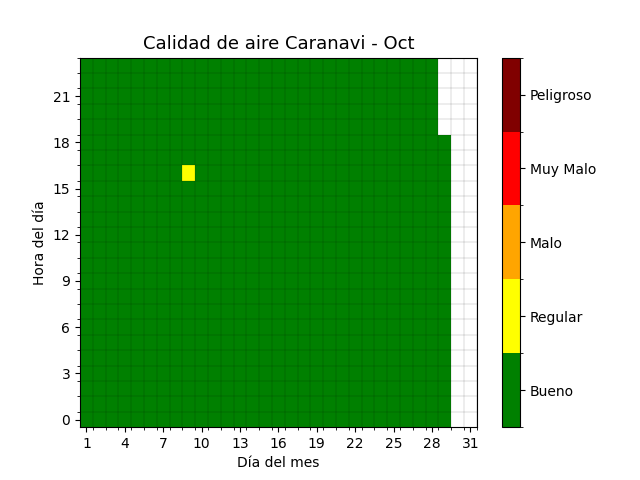 Calidad de aire Caranavi - Oct
Hora del día
21
18
15
12
9
6
3
0
1 4 7 10 13 16 19 22 25 28 31
Día del mes
Peligroso
Muy Malo
Malo
Regular
Bueno